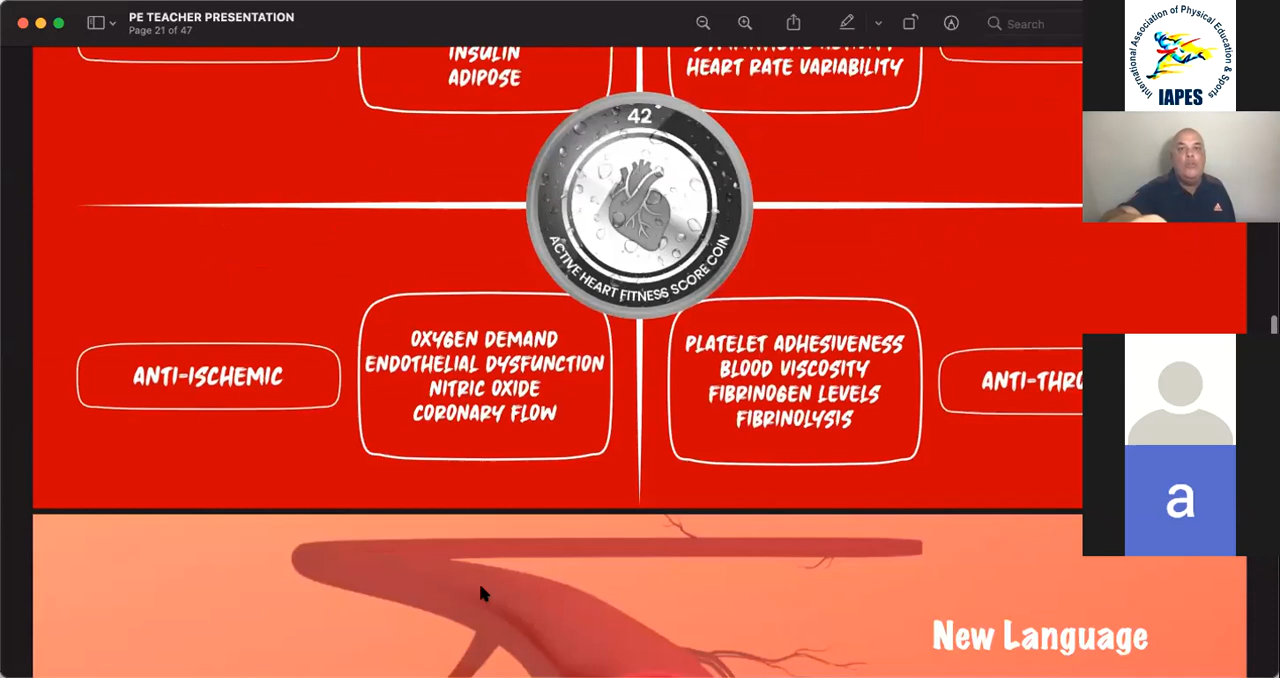 PE TEACHER PRESENTATION
Page 21 of 47
Search
International Association of Physical Education & Sports
IAPES
INSULIN
ADIPOSE
HEART RATE VARIABILITY
42
ACTIVE HEART FITNESS SCORE COIN
ANTI-ISCHEMIC
OXYGEN DEMAND
ENDOTHELIAL DYSFUNCTION
NITRIC OXIDE
CORONARY FLOW
PLATELET ADHESIVENESS
BLOOD VISCOSITY
FIBRINOGEN LEVELS
FIBRINOLYSIS
ANTI-THRO
a
New Language